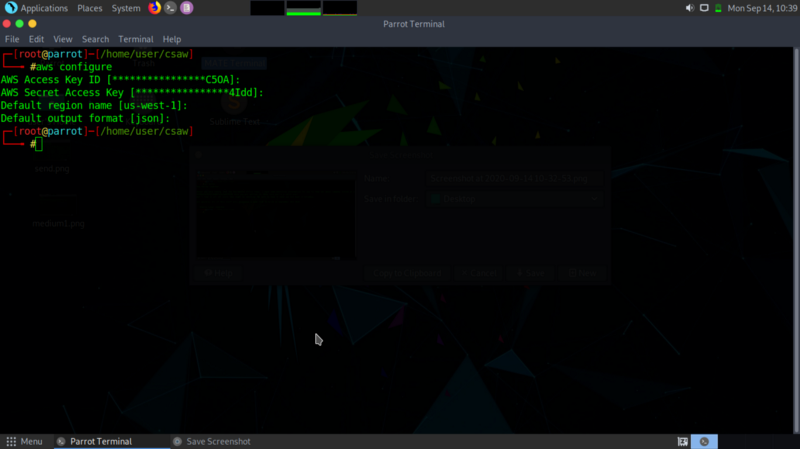 Applications Places System Mon Sep 14, 10:39
Parrot Terminal
File Edit View Search Terminal Help
┌─[root@parrot]─[/home/user/csaw]
└──╼ #aws configure
AWS Access Key ID [****************C5OA]:
AWS Secret Access Key [****************4Idd]:
Default region name [us-west-1]:
Default output format [json]:
┌─[root@parrot]─[/home/user/csaw]
└──╼ #
Menu Parrot Terminal Save Screenshot